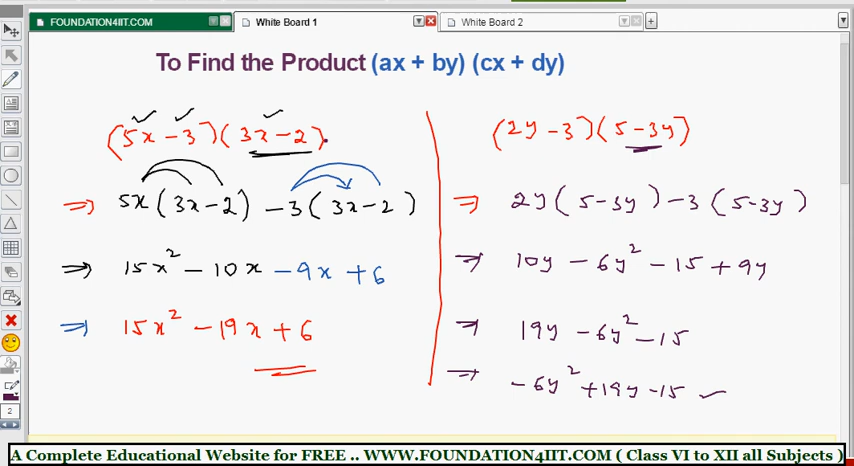 FOUNDATION4IIT.COM
White Board 1
White Board 2
To Find the Product (ax + by) (cx + dy)
(5x - 3) (3x - 2)
⇒ 5x (3x - 2) - 3 (3x - 2)
⇒ 15x² - 10x - 9x + 6
⇒ 15x² - 19x + 6
(2y - 3) (5 - 3y)
⇒ 2y (5 - 3y) - 3 (5 - 3y)
⇒ 10y - 6y² - 15 + 9y
⇒ 19y - 6y² - 15
⇒ - 6y² + 19y - 15
2
A Complete Educational Website for FREE .. WWW.FOUNDATION4IIT.COM ( Class VI to XII all Subjects )